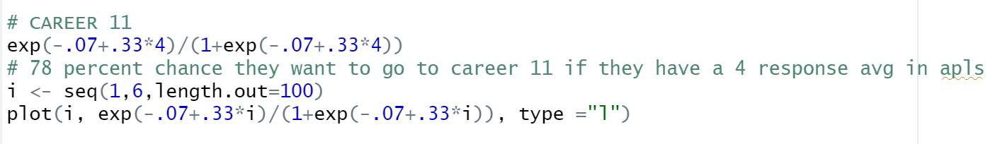 # CAREER 11
exp(-.07+.33*4)/(1+exp(-.07+.33*4))
# 78 percent chance they want to go to career 11 if they have a 4 response avg in apls
i <- seq(1,6,length.out=100)
plot(i, exp(-.07+.33*i)/(1+exp(-.07+.33*i)), type ="l")